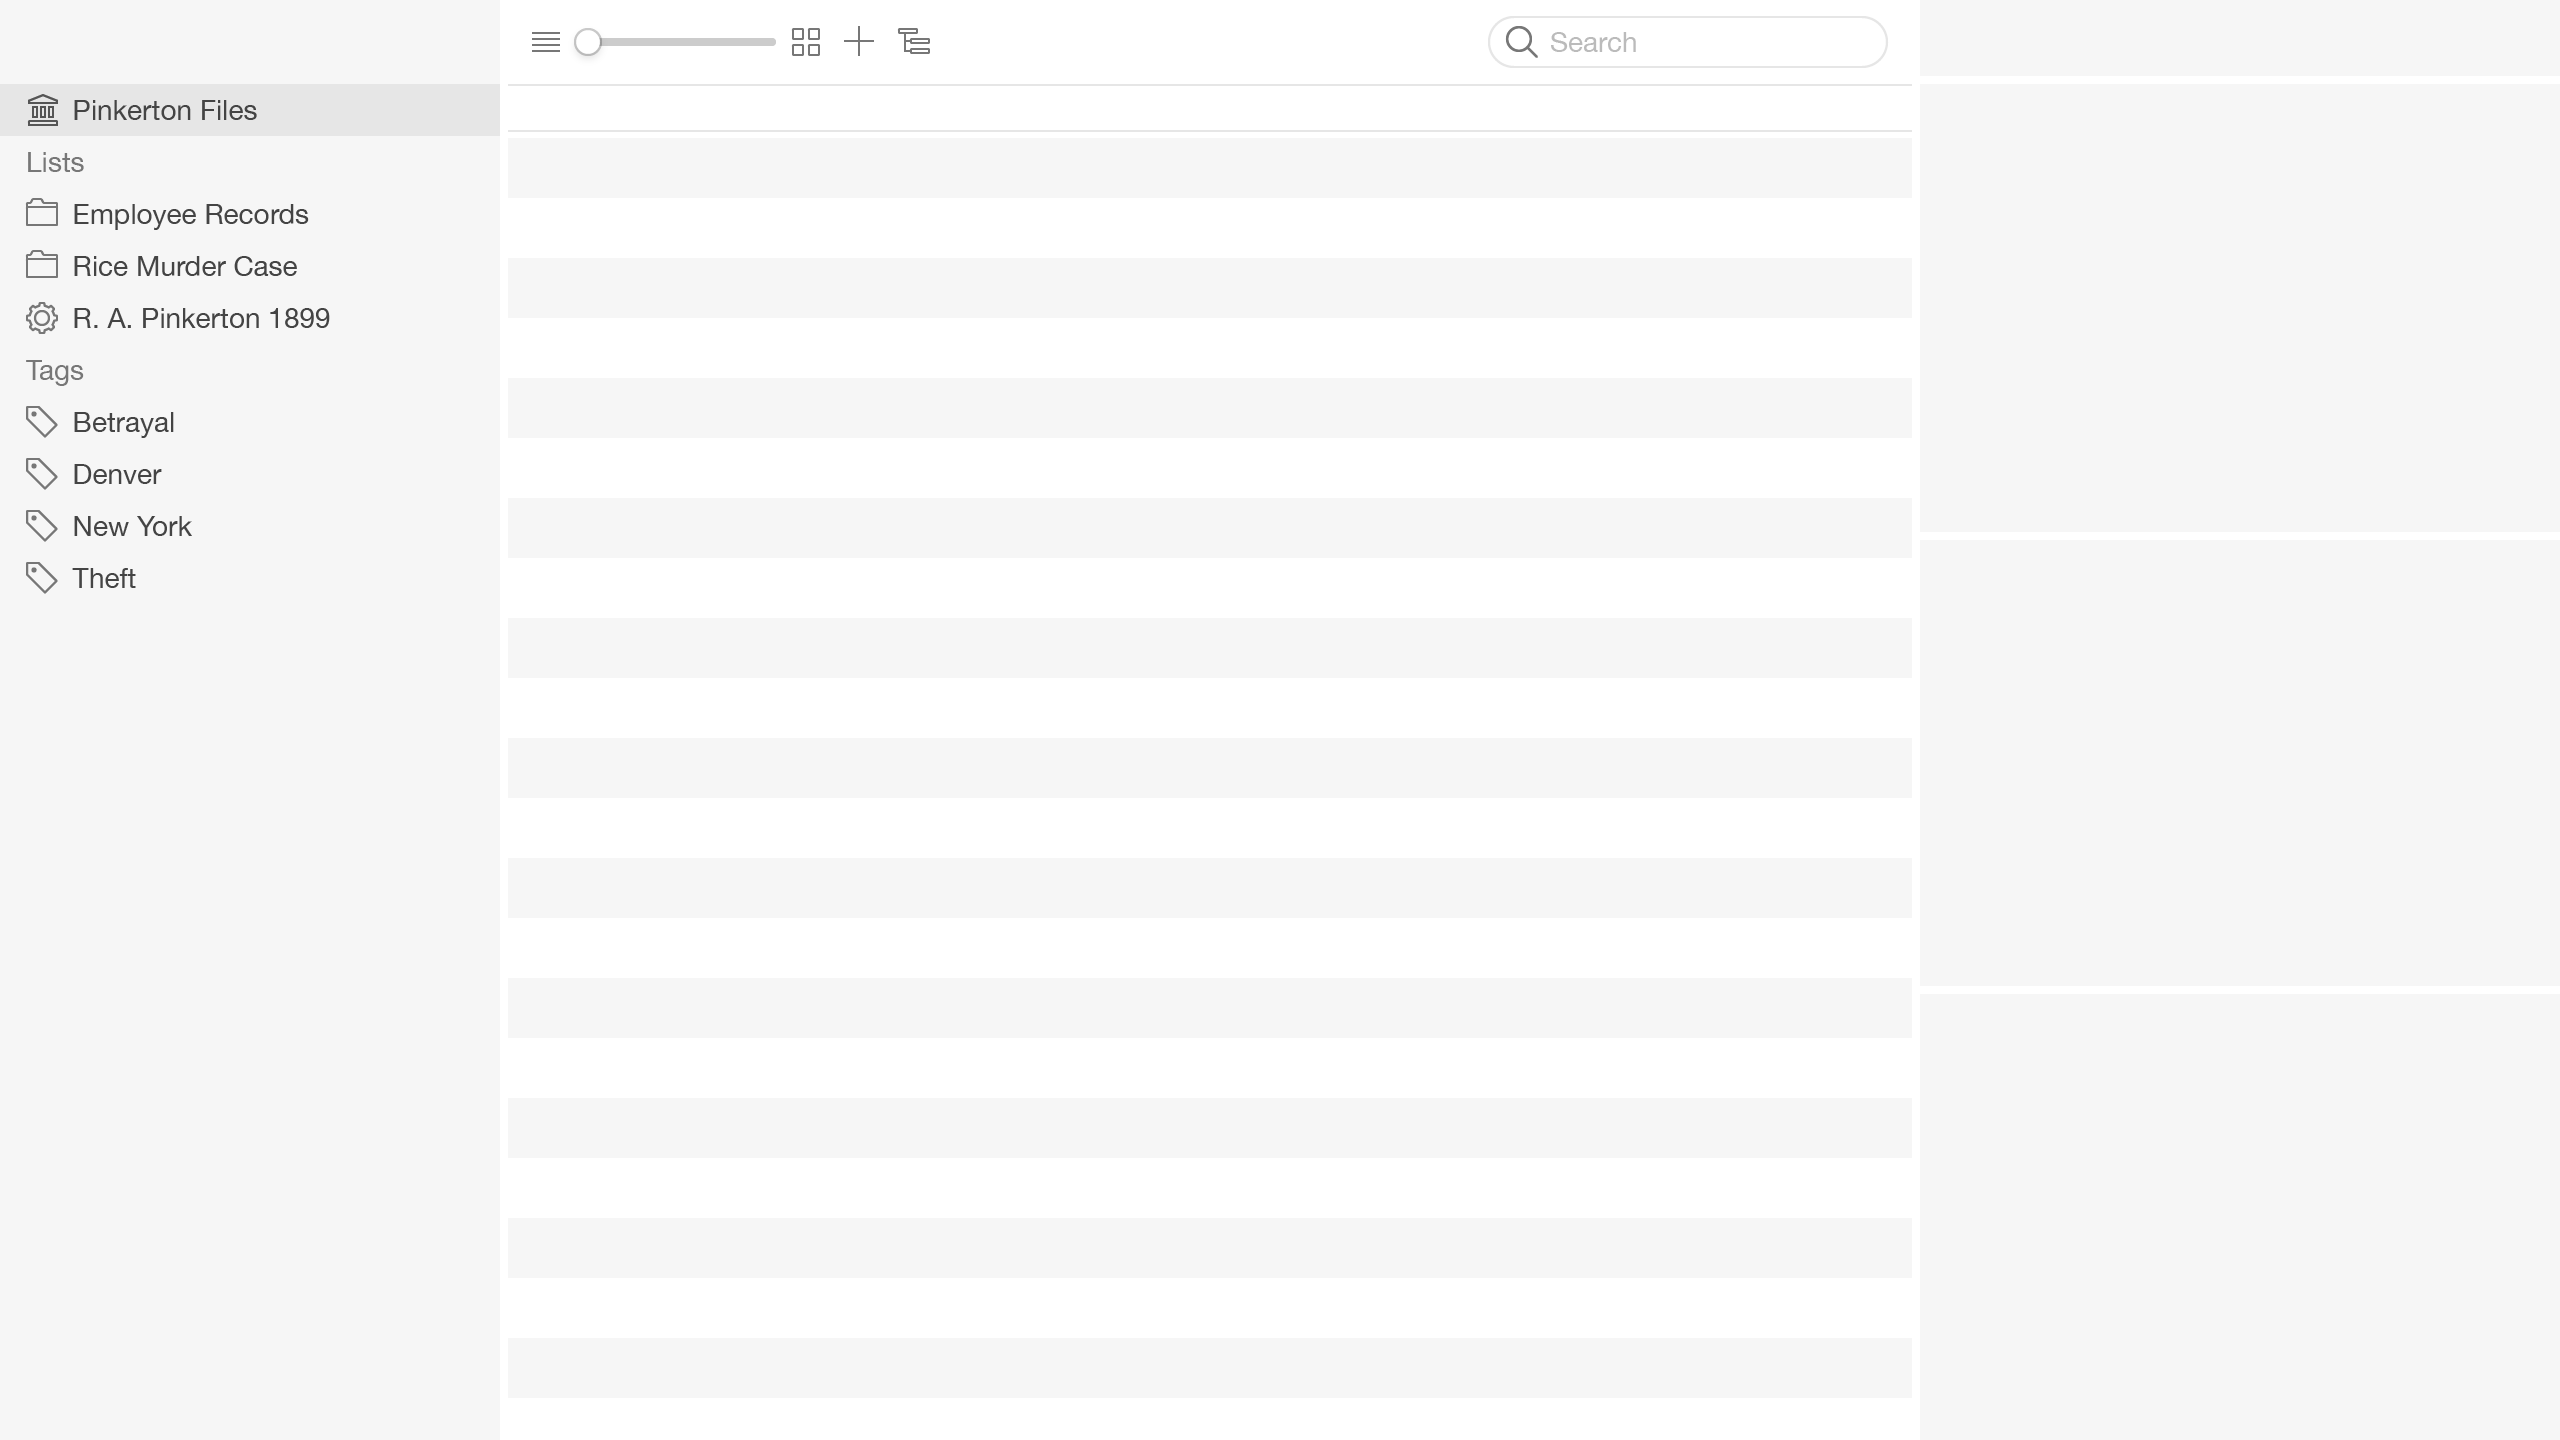 Search
Pinkerton Files
Lists
Employee Records
Rice Murder Case
R. A. Pinkerton 1899
Tags
Betrayal
Denver
New York
Theft